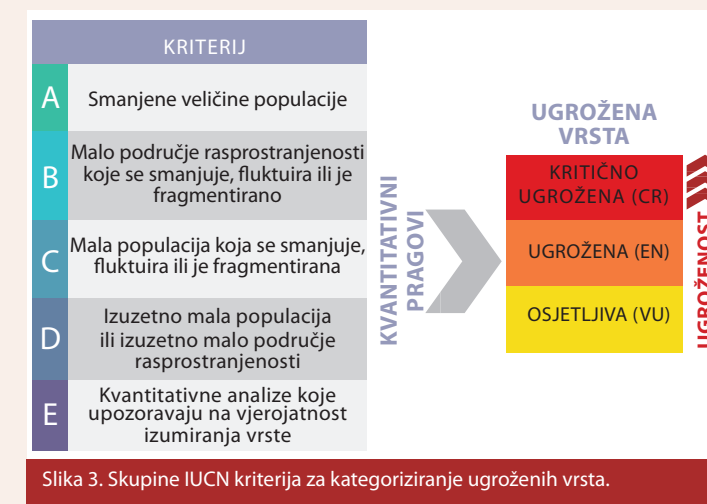 KRITERIJ
A
Smanjene veličine populacije
B
Malo područje rasprostranjenosti
koje se smanjuje, fluktuira ili je
fragmentirano
C
Mala populacija koja se smanjuje,
fluktuira ili je fragmentirana
D
Izuzetno mala populacija
ili izuzetno malo područje
rasprostranjenosti
E
Kvantitativne analize koje
upozoravaju na vjerojatnost
izumiranja vrste
KVANTITATIVNI
PRAGOVI
UGROŽENA
VRSTA
KRITIČNO
UGROŽENA (CR)
UGROŽENA (EN)
OSJETLJIVA (VU)
UGROŽENOST
Slika 3. Skupine IUCN kriterija za kategoriziranje ugroženih vrsta.